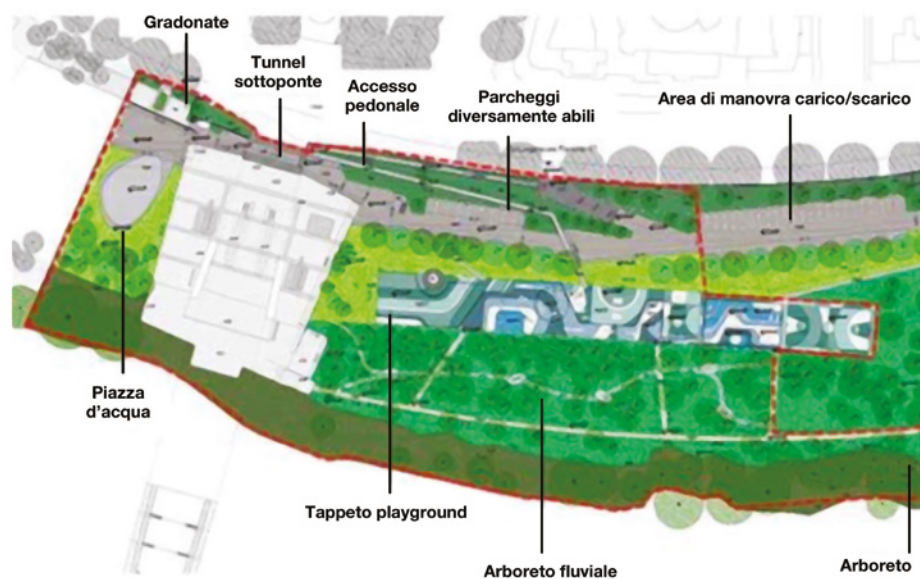 Gradonate
Tunnel
sottoponte
Accesso
pedonale
Parcheggi
diversamente abili
Area di manovra carico/scarico
Piazza
d'acqua
Tappeto playground
Arboreto fluviale
Arboreto